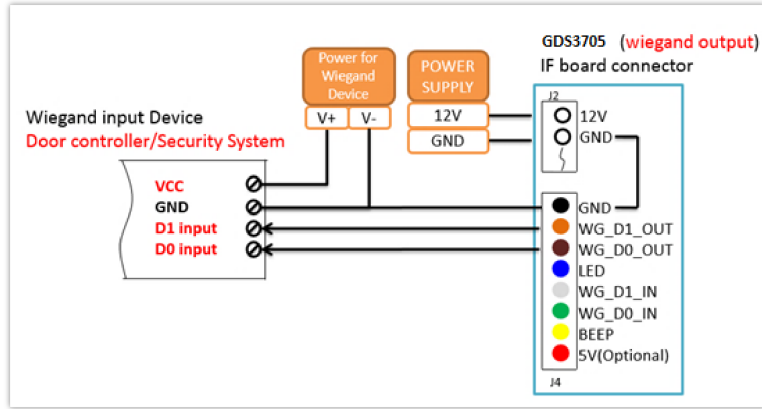 GDS3705 (wiegand output)
IF board connector
Power for
Wiegand
Device
V+ V-
POWER
SUPPLY
12V
GND
J2
12V
GND
Wiegand input Device
Door controller/Security System
VCC
GND
D1 input
D0 input
GND
WG_D1_OUT
WG_D0_OUT
LED
WG_D1_IN
WG_D0_IN
BEEP
5V(Optional)
J4